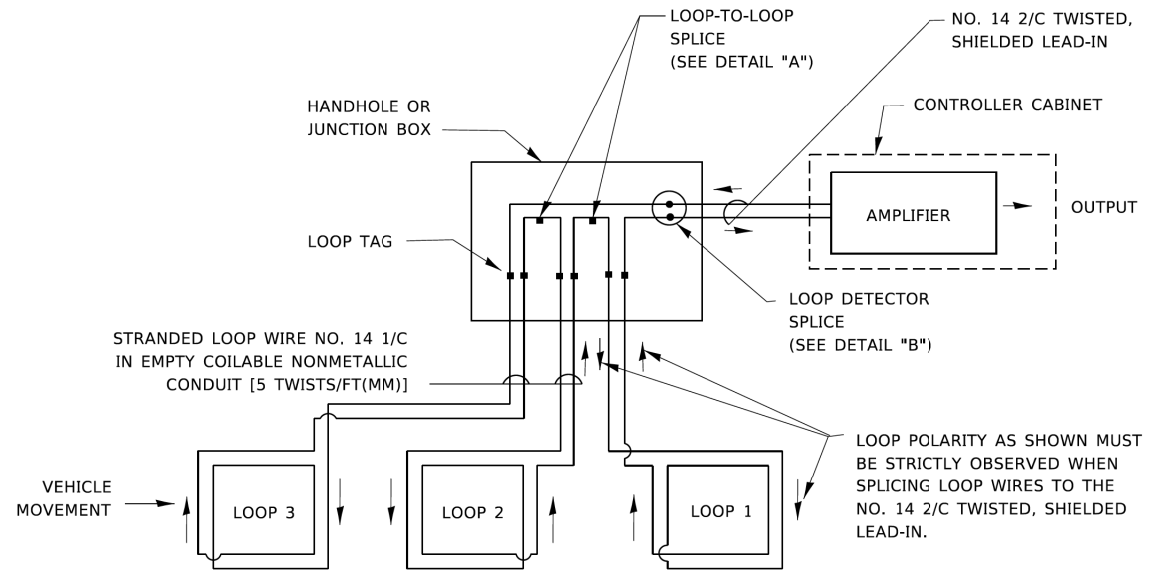 LOOP-TO-LOOP
SPLICE
(SEE DETAIL "A")
NO. 14 2/C TWISTED,
SHIELDED LEAD-IN
HANDHOLE OR
JUNCTION BOX
CONTROLLER CABINET
AMPLIFIER
OUTPUT
LOOP TAG
LOOP DETECTOR
SPLICE
(SEE DETAIL "B")
STRANDED LOOP WIRE NO. 14 1/C
IN EMPTY COILABLE NONMETALLIC
CONDUIT [5 TWISTS/FT(MM)]
LOOP POLARITY AS SHOWN MUST
BE STRICTLY OBSERVED WHEN
SPLICING LOOP WIRES TO THE
NO. 14 2/C TWISTED, SHIELDED
LEAD-IN.
VEHICLE
MOVEMENT
LOOP 3
LOOP 2
LOOP 1